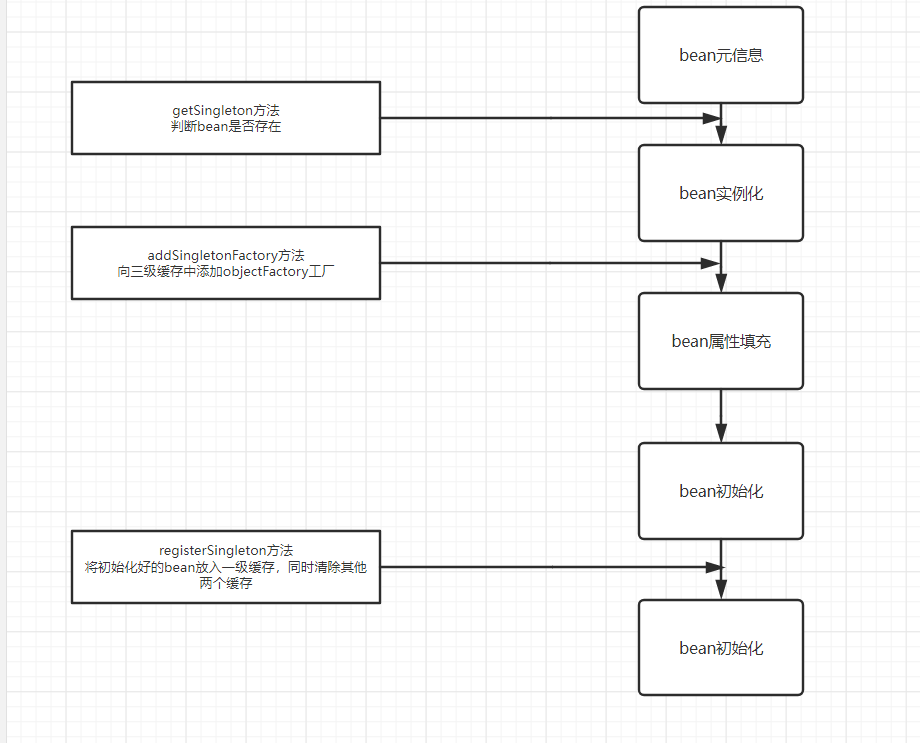 bean元信息
getSingleton方法
判断bean是否存在
bean实例化
addSingletonFactory方法
向三级缓存中添加objectFactory工厂
bean属性填充
bean初始化
registerSingleton方法
将初始化好的bean放入一级缓存，同时清除其他
两个缓存
bean初始化